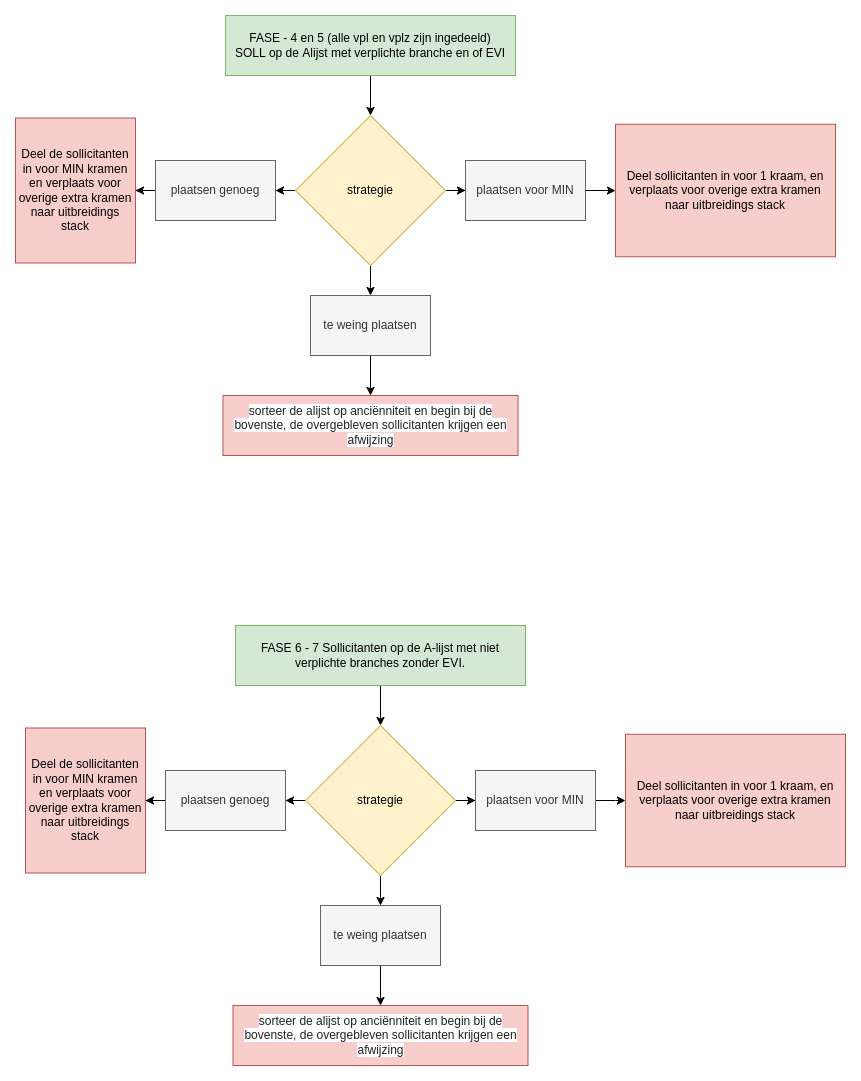 FASE - 4 en 5 (alle vpl en vplz zijn ingedeeld)
SOLL op de Alijst met verplichte branche en of EVI
Deel de sollicitanten
in voor MIN kramen
en verplaats voor
overige extra kramen
naar uitbreidings
stack
plaatsen genoeg
strategie
plaatsen voor MIN
Deel sollicitanten in voor 1 kraam, en
verplaats voor overige extra kramen
naar uitbreidings stack
te weing plaatsen
sorteer de alijst op anciënniteit en begin bij de
bovenste, de overgebleven sollicitanten krijgen een
afwijzing
FASE 6 - 7 Sollicitanten op de A-lijst met niet
verplichte branches zonder EVI.
Deel de sollicitanten
in voor MIN kramen
en verplaats voor
overige extra kramen
naar uitbreidings
stack
plaatsen genoeg
strategie
plaatsen voor MIN
Deel sollicitanten in voor 1 kraam, en
verplaats voor overige extra kramen
naar uitbreidings stack
te weing plaatsen
sorteer de alijst op anciënniteit en begin bij de
bovenste, de overgebleven sollicitanten krijgen een
afwijzing